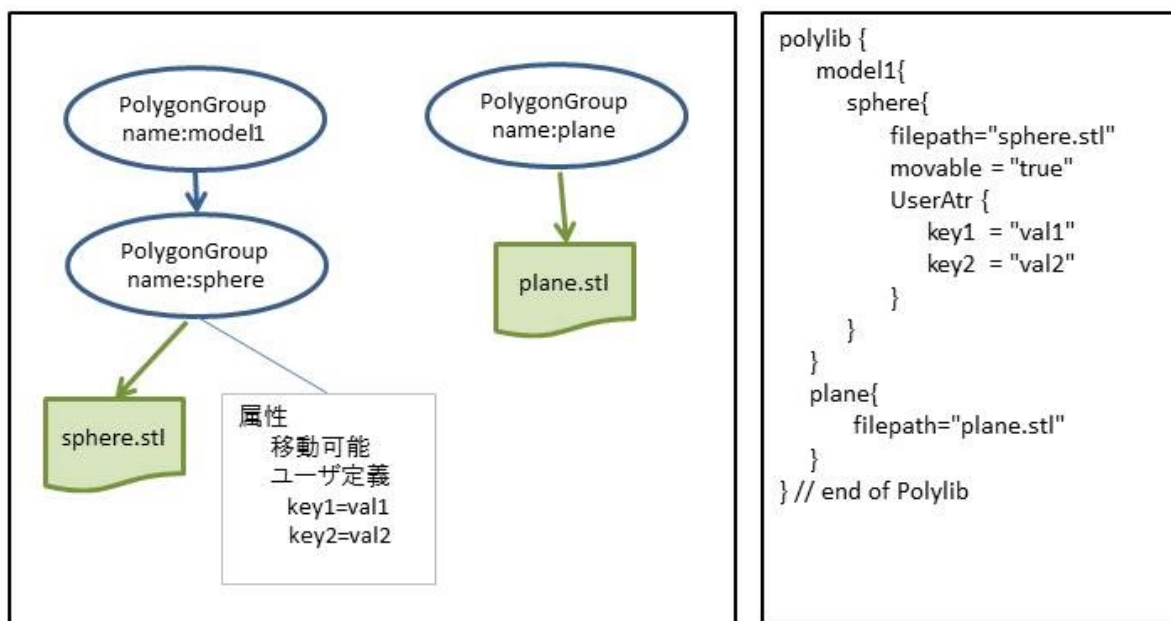 PolygonGroup
name:model1
PolygonGroup
name:sphere
sphere.stl
属性
移動可能
ユーザ定義
key1=val1
key2=val2
PolygonGroup
name:plane
plane.stl
polylib {
model1{
sphere{
filepath="sphere.stl"
movable = "true"
UserAtr {
key1 = "val1"
key2 = "val2"
}
}
}
plane{
filepath="plane.stl"
}
} // end of Polylib